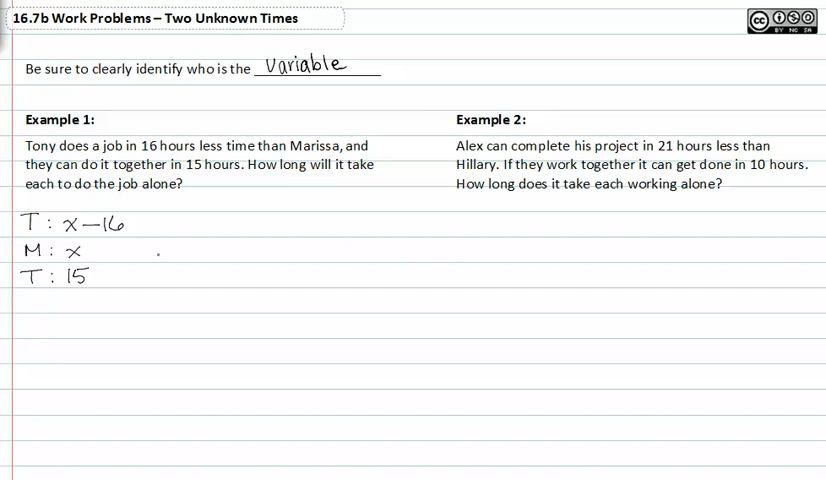 16.7b Work Problems – Two Unknown Times
cc BY NC SA
Be sure to clearly identify who is the variable
Example 1:
Tony does a job in 16 hours less time than Marissa, and
they can do it together in 15 hours. How long will it take
each to do the job alone?
T : x – 16
M : x
T : 15
Example 2:
Alex can complete his project in 21 hours less than
Hillary. If they work together it can get done in 10 hours.
How long does it take each working alone?